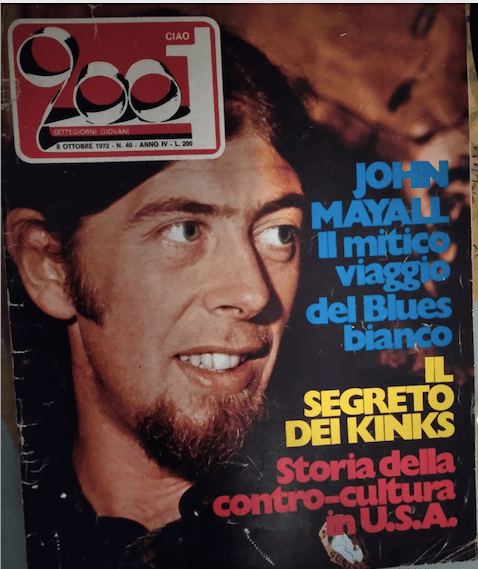 CIAO
2001
SETTEGIORNI GIOVANI
8 OTTOBRE 1972 - N. 40 - ANNO IV - L. 200
JOHN
MAYALL
Il mitico
viaggio
del Blues
bianco
IL
SEGRETO
DEI KINKS
Storia della
contro-cultura
in U.S.A.